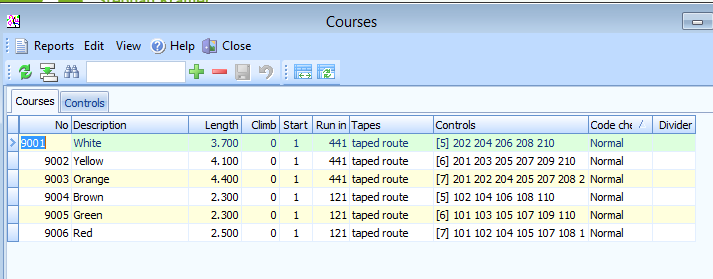 Stephan Kramer
Courses
Reports Edit View Help Close
Courses Controls
No Description Length Climb Start Run in Tapes Controls Code che Divider
9001 White 3.700 0 1 441 taped route [5] 202 204 206 208 210 Normal
9002 Yellow 4.100 0 1 441 taped route [6] 201 203 205 207 209 210 Normal
9003 Orange 4.400 0 1 441 taped route [7] 201 202 204 205 207 208 2 Normal
9004 Brown 2.300 0 1 121 taped route [5] 102 104 106 108 110 Normal
9005 Green 2.300 0 1 121 taped route [6] 101 103 105 107 109 110 Normal
9006 Red 2.500 0 1 121 taped route [7] 101 102 104 105 107 108 1 Normal